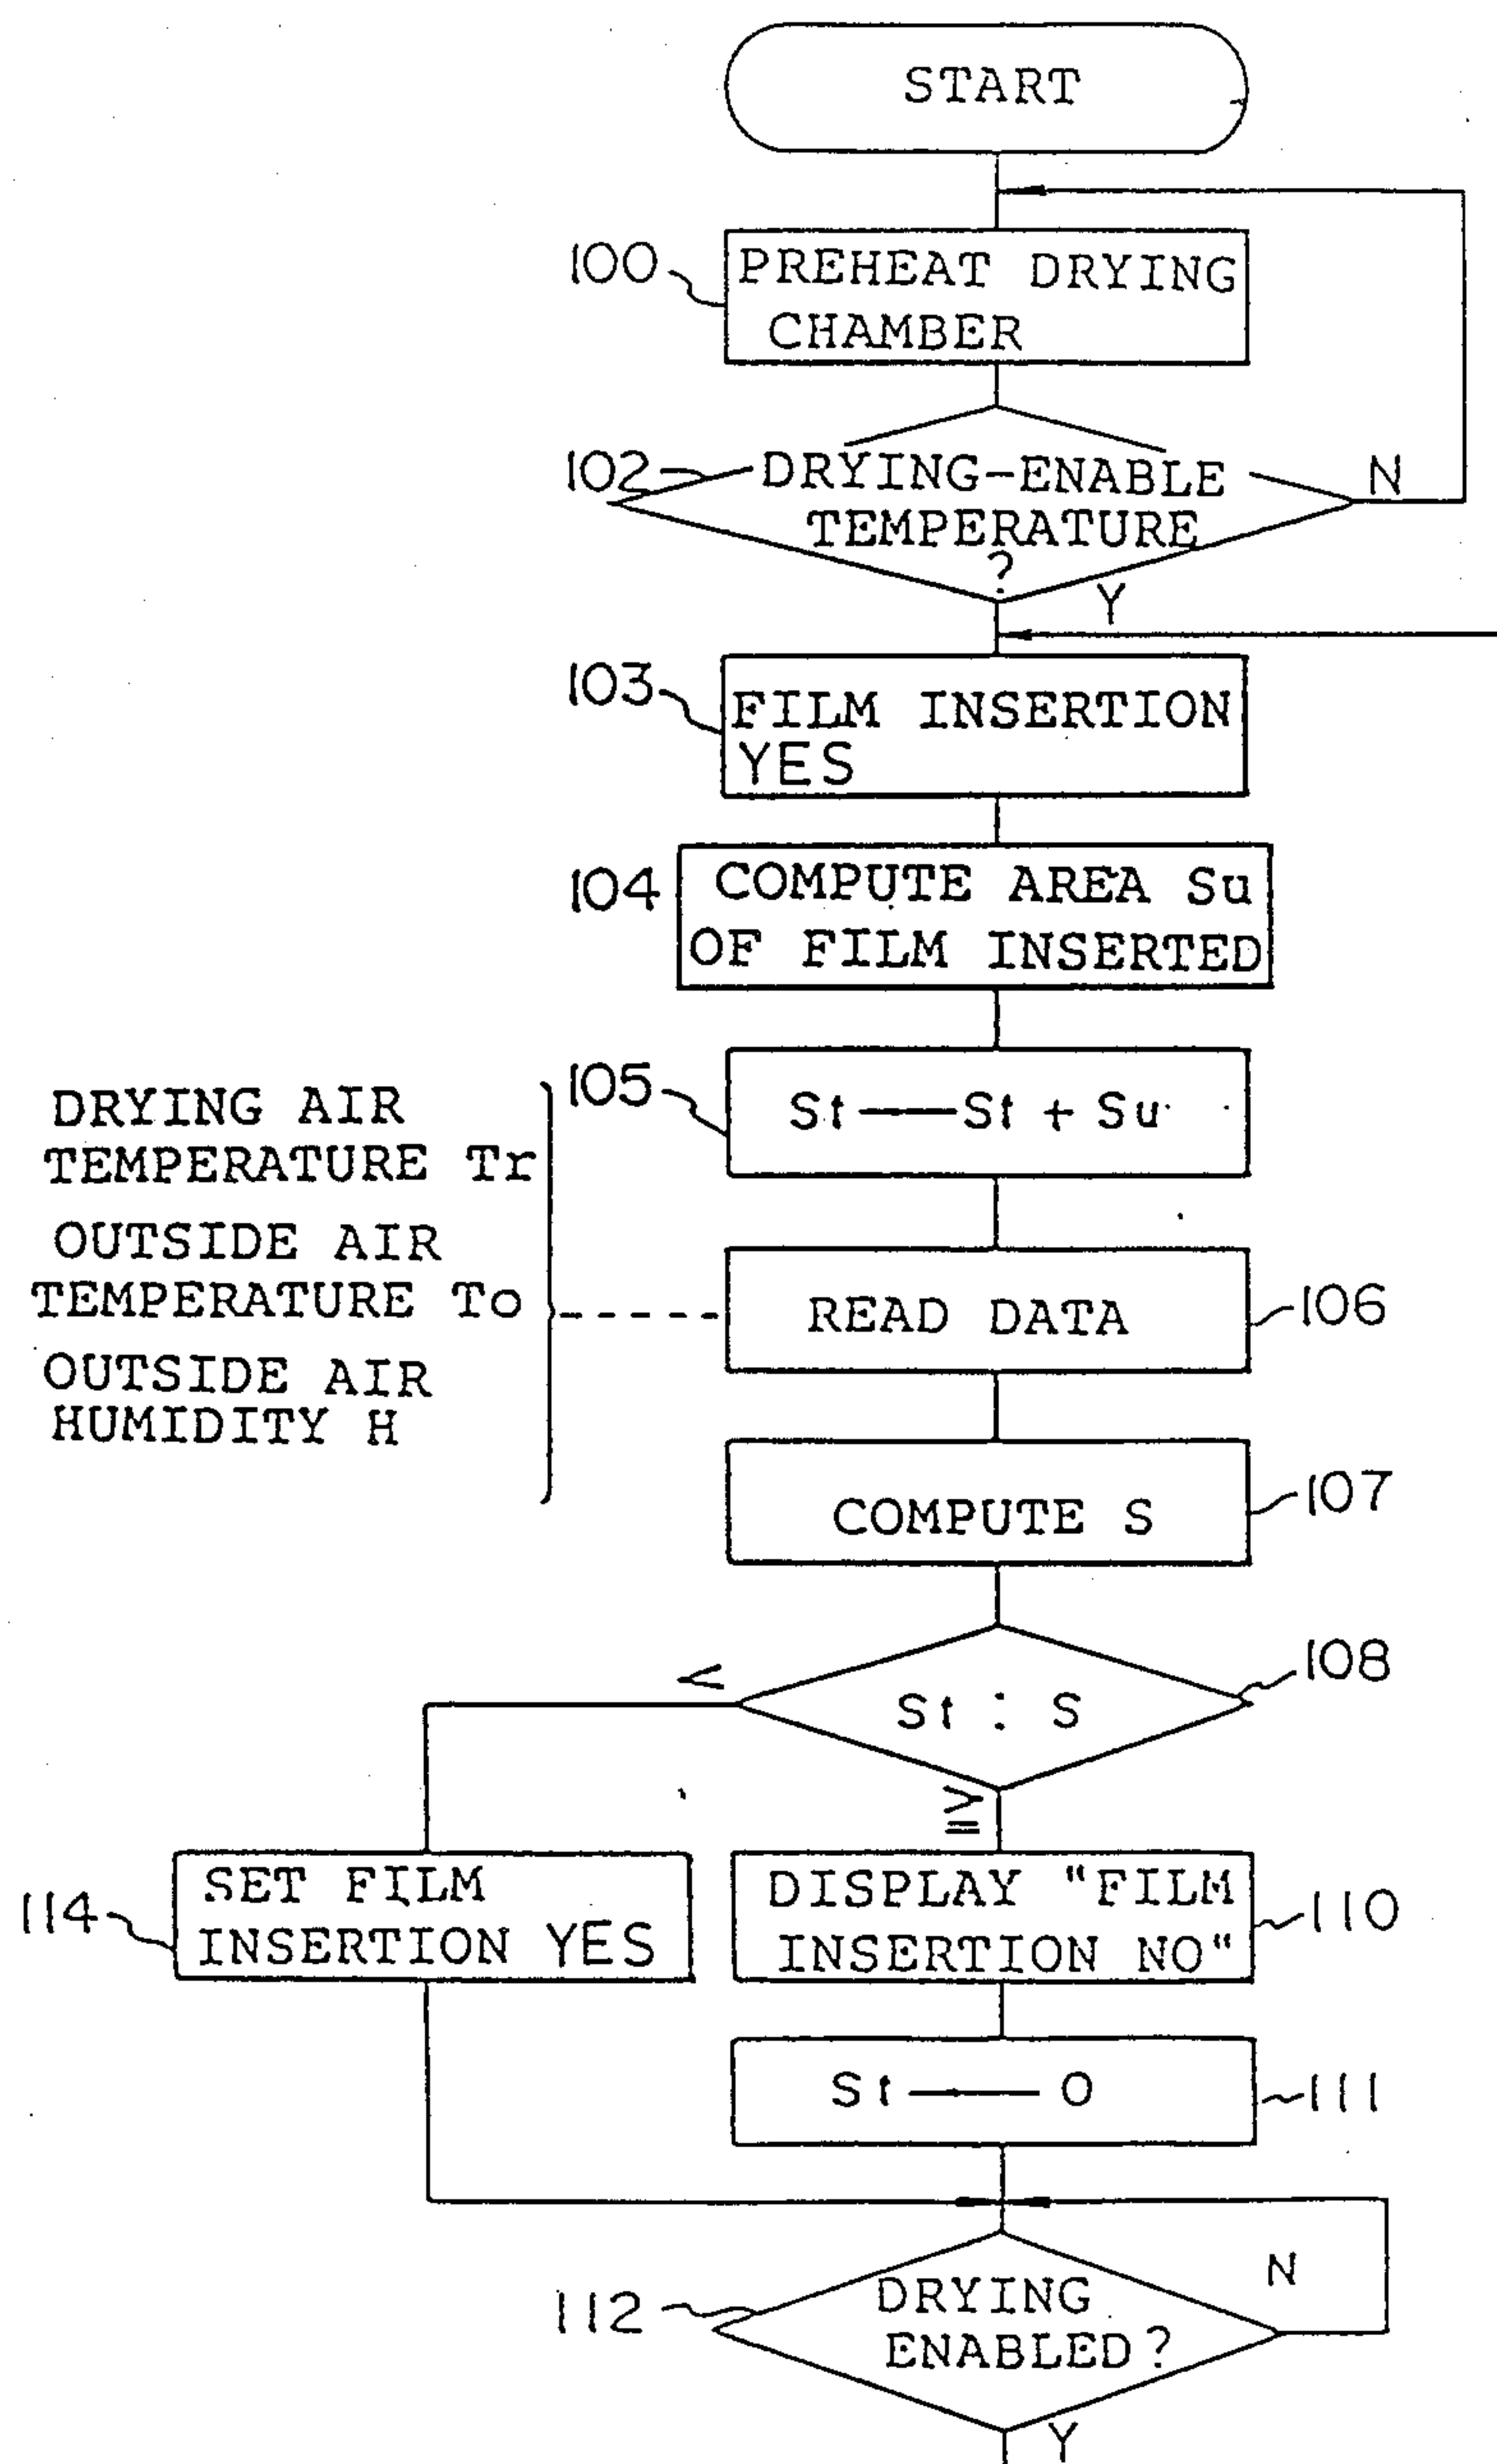 START
100
PREHEAT DRYING
CHAMBER
102
DRYING-ENABLE
TEMPERATURE
?
N
Y
103
FILM INSERTION
YES
104
COMPUTE AREA Su
OF FILM INSERTED
105
St — St + Su
DRYING AIR
TEMPERATURE Tr
OUTSIDE AIR
TEMPERATURE To
OUTSIDE AIR
HUMIDITY H
READ DATA
106
COMPUTE S
107
<
St : S
108
≧
114
SET FILM
INSERTION YES
DISPLAY "FILM
INSERTION NO"
110
St — O
111
112
DRYING
ENABLED?
N
Y